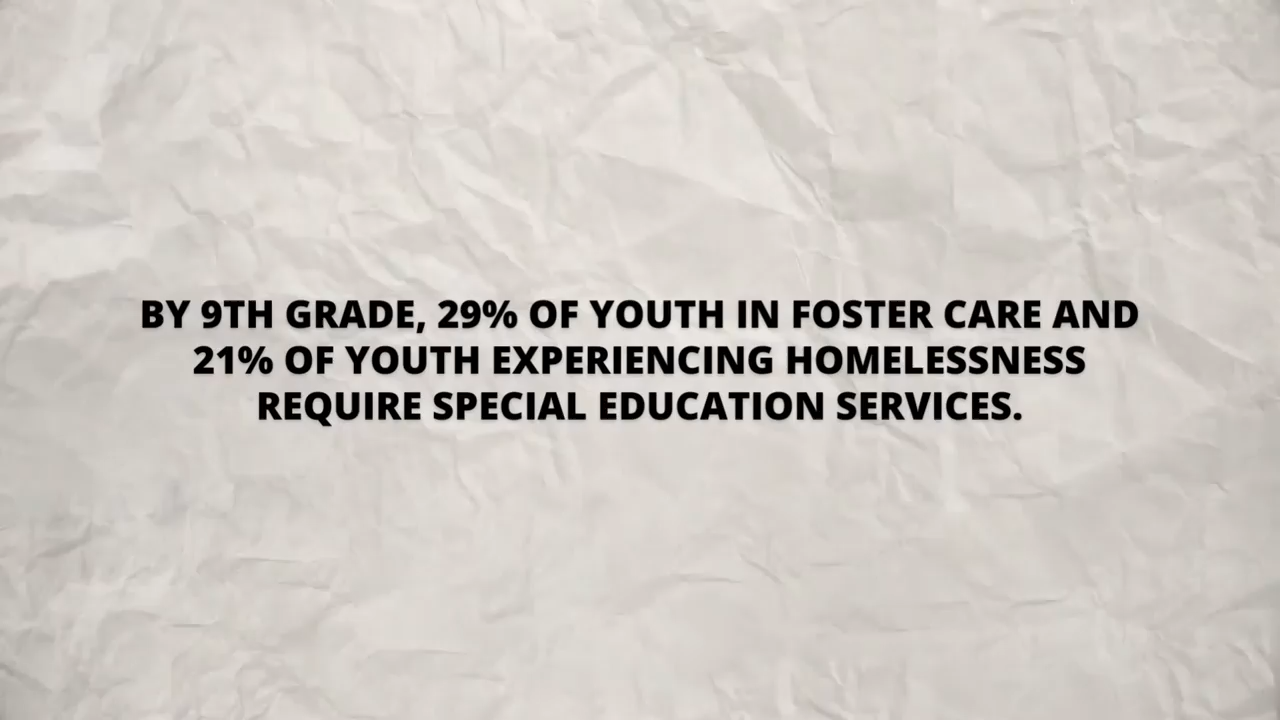 BY 9TH GRADE, 29% OF YOUTH IN FOSTER CARE AND
21% OF YOUTH EXPERIENCING HOMELESSNESS
REQUIRE SPECIAL EDUCATION SERVICES.